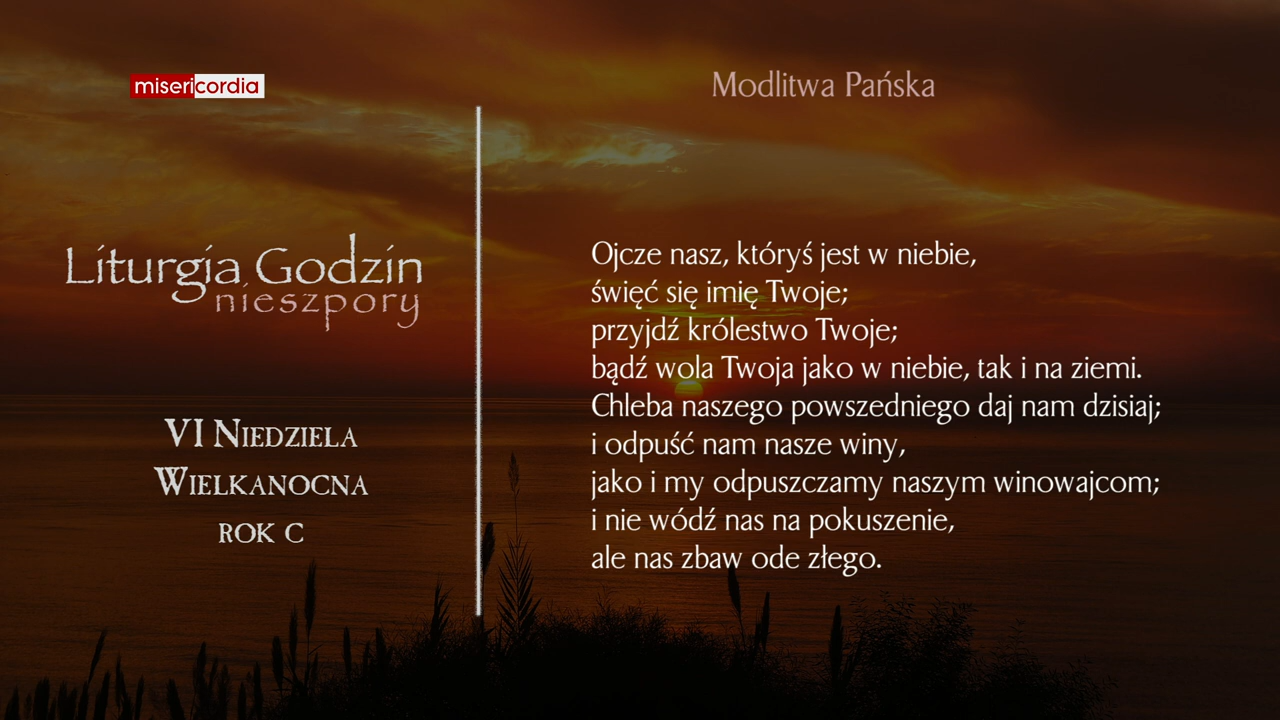 misericordia
Liturgia Godzin
nieszpory
VI Niedziela
Wielkanocna
rok C
Modlitwa Pańska
Ojcze nasz, któryś jest w niebie,
święć się imię Twoje;
przyjdź królestwo Twoje;
bądź wola Twoja jako w niebie, tak i na ziemi.
Chleba naszego powszedniego daj nam dzisiaj;
i odpuść nam nasze winy,
jako i my odpuszczamy naszym winowajcom;
i nie wódź nas na pokuszenie,
ale nas zbaw ode złego.